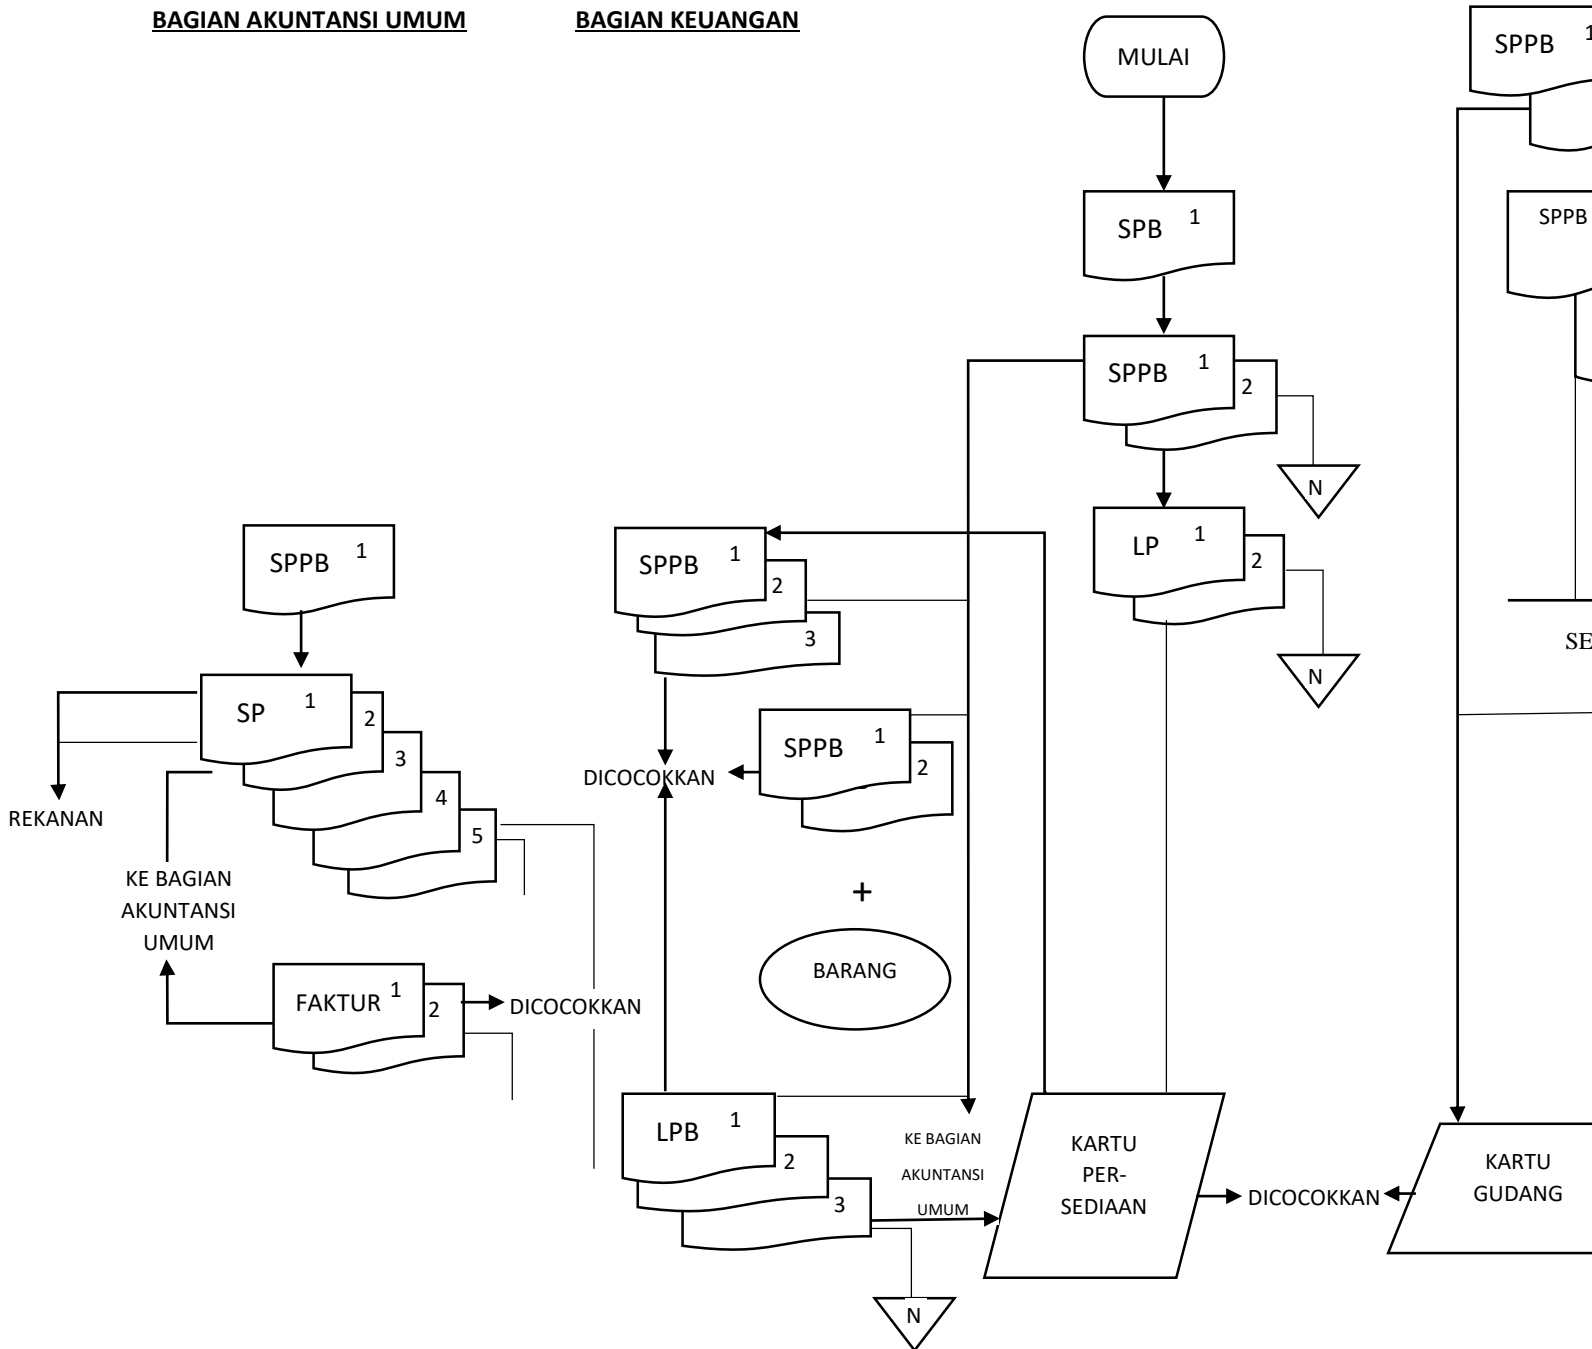 BAGIAN AKUNTANSI UMUM
BAGIAN KEUANGAN
MULAI
SPPB 1
SPB 1
SPPB
SPPB 1
2
N
LP 1
2
N
SE
SPPB 1
SPPB 1
2
3
SP 1
2
3
4
5
REKANAN
DICOCOKKAN
SPPB 1
2
KE BAGIAN
AKUNTANSI
UMUM
+
BARANG
FAKTUR 1
2
DICOCOKKAN
LPB 1
2
3
N
KE BAGIAN
AKUNTANSI
UMUM
KARTU
PER-
SEDIAAN
DICOCOKKAN
KARTU
GUDANG